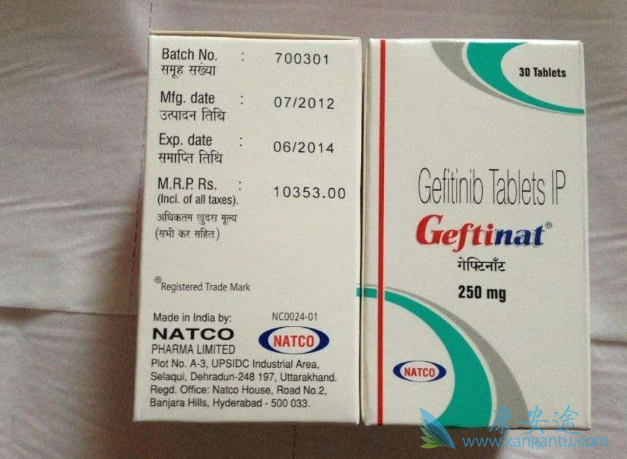 Batch No. : 700301
समूह सख्या
Mfg. date : 07/2012
उत्पादन तिथि
Exp. date : 06/2014
समाप्ति तिथि
M.R.P. Rs. : 10353.00
(Incl. of all taxes).
अधिकतम खुदरा मूल्य
(सभी कर सहित)
®Registered Trade Mark
Made in India by: NC0024-01
NATCO NATCO
PHARMA LIMITED
Plot No. A-3, UPSIDC Industrial Area,
Selaqui, Dehradun-248 197, Uttarakhand.
Regd. Office: Natco House, Road No.2,
Banjara Hills, Hyderabad - 500 033.
30 Tablets
Gefitinib Tablets IP
Geftinat®
गेफ्टिनॉट
250 mg
NATCO
康安途
www.kangantu.com